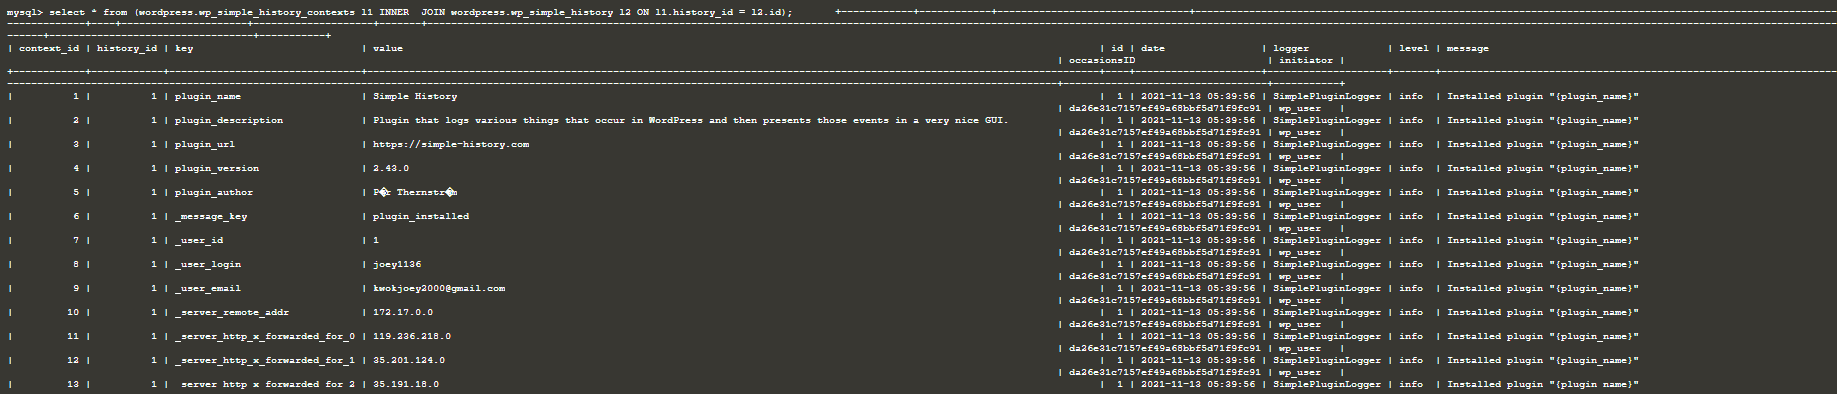 mysql> select * from (wordpress.wp_simple_history_contexts l1 INNER  JOIN wordpress.wp_simple_history l2 ON l1.history_id = l2.id);
| context_id | history_id | key | value | id | date | logger | level | message
| occasionsID | initiator |
| 1 | 1 | plugin_name | Simple History | 1 | 2021-11-13 05:39:56 | SimplePluginLogger | info | Installed plugin "{plugin_name}"
| da26e31c7157ef49a68bbf5d71f9fc91 | wp_user |
| 2 | 1 | plugin_description | Plugin that logs various things that occur in WordPress and then presents those events in a very nice GUI. | 1 | 2021-11-13 05:39:56 | SimplePluginLogger | info | Installed plugin "{plugin_name}"
| da26e31c7157ef49a68bbf5d71f9fc91 | wp_user |
| 3 | 1 | plugin_url | https://simple-history.com | 1 | 2021-11-13 05:39:56 | SimplePluginLogger | info | Installed plugin "{plugin_name}"
| da26e31c7157ef49a68bbf5d71f9fc91 | wp_user |
| 4 | 1 | plugin_version | 2.43.0 | 1 | 2021-11-13 05:39:56 | SimplePluginLogger | info | Installed plugin "{plugin_name}"
| da26e31c7157ef49a68bbf5d71f9fc91 | wp_user |
| 5 | 1 | plugin_author | P�r Thernstr�m | 1 | 2021-11-13 05:39:56 | SimplePluginLogger | info | Installed plugin "{plugin_name}"
| da26e31c7157ef49a68bbf5d71f9fc91 | wp_user |
| 6 | 1 | _message_key | plugin_installed | 1 | 2021-11-13 05:39:56 | SimplePluginLogger | info | Installed plugin "{plugin_name}"
| da26e31c7157ef49a68bbf5d71f9fc91 | wp_user |
| 7 | 1 | _user_id | 1 | 1 | 2021-11-13 05:39:56 | SimplePluginLogger | info | Installed plugin "{plugin_name}"
| da26e31c7157ef49a68bbf5d71f9fc91 | wp_user |
| 8 | 1 | _user_login | joey1136 | 1 | 2021-11-13 05:39:56 | SimplePluginLogger | info | Installed plugin "{plugin_name}"
| da26e31c7157ef49a68bbf5d71f9fc91 | wp_user |
| 9 | 1 | _user_email | kwokjoey2000@gmail.com | 1 | 2021-11-13 05:39:56 | SimplePluginLogger | info | Installed plugin "{plugin_name}"
| da26e31c7157ef49a68bbf5d71f9fc91 | wp_user |
| 10 | 1 | _server_remote_addr | 172.17.0.0 | 1 | 2021-11-13 05:39:56 | SimplePluginLogger | info | Installed plugin "{plugin_name}"
| da26e31c7157ef49a68bbf5d71f9fc91 | wp_user |
| 11 | 1 | _server_http_x_forwarded_for_0 | 119.236.218.0 | 1 | 2021-11-13 05:39:56 | SimplePluginLogger | info | Installed plugin "{plugin_name}"
| da26e31c7157ef49a68bbf5d71f9fc91 | wp_user |
| 12 | 1 | _server_http_x_forwarded_for_1 | 35.201.124.0 | 1 | 2021-11-13 05:39:56 | SimplePluginLogger | info | Installed plugin "{plugin_name}"
| da26e31c7157ef49a68bbf5d71f9fc91 | wp_user |
| 13 | 1 | _server_http_x_forwarded_for_2 | 35.191.18.0 | 1 | 2021-11-13 05:39:56 | SimplePluginLogger | info | Installed plugin "{plugin_name}"